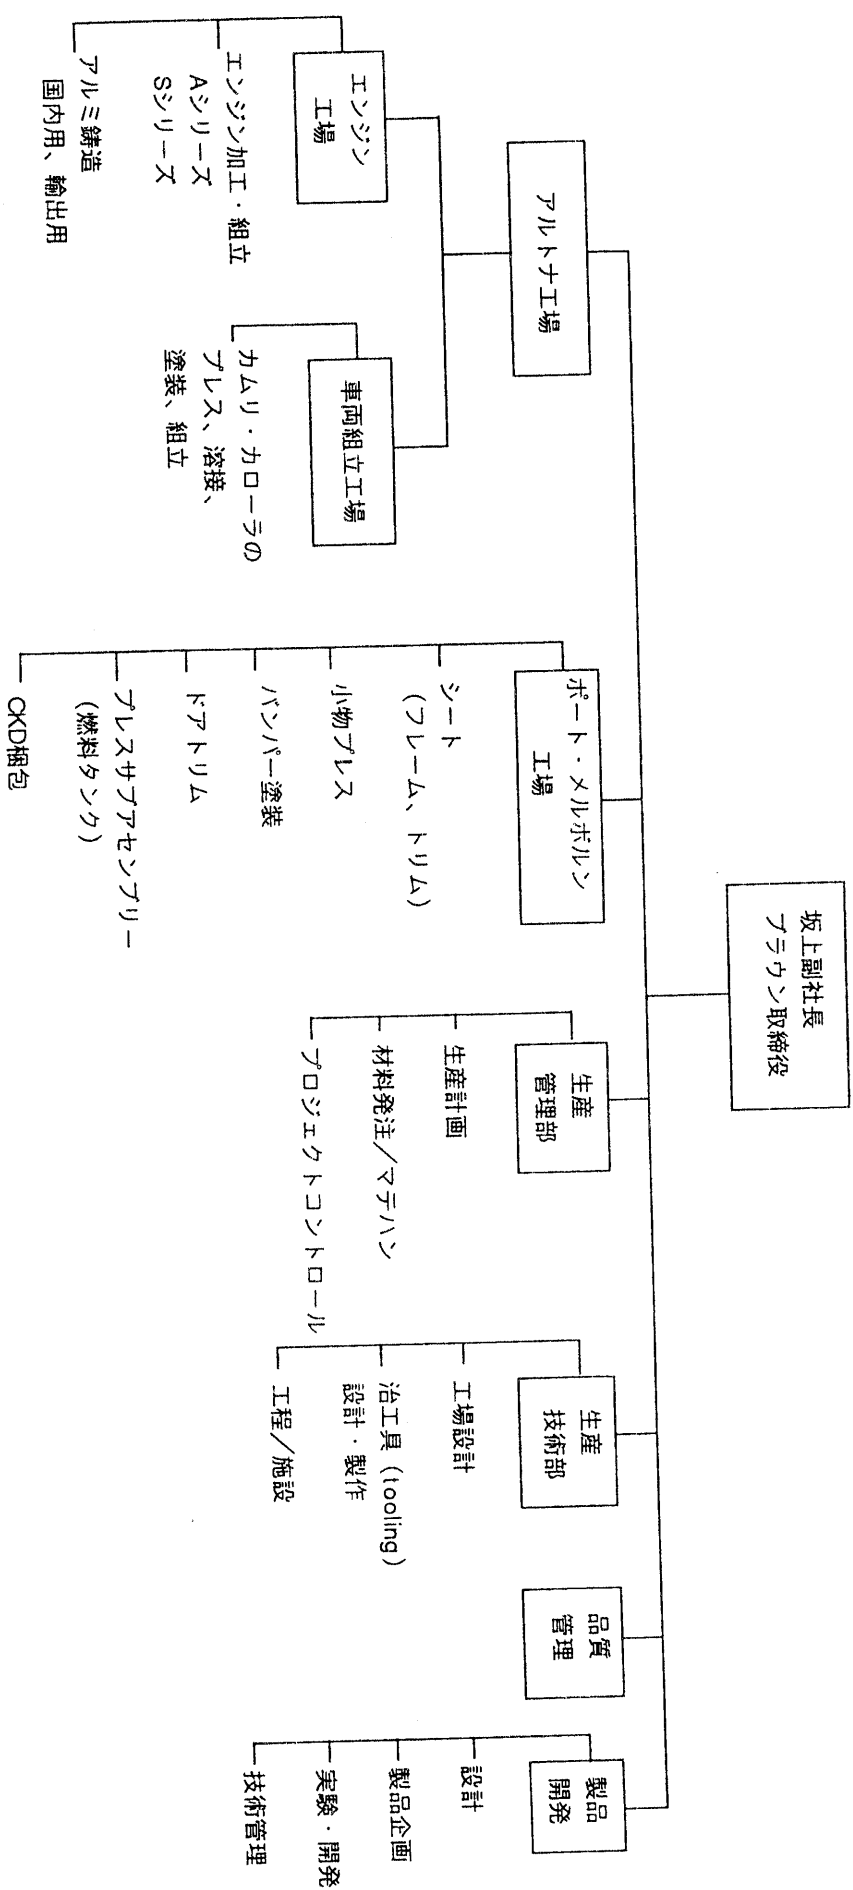 坂上副社長
ブラウン取締役
アルトナ工場
エンジン
工場
エンジン加工・組立
Aシリーズ
Sシリーズ
アルミ鋳造
国内用、輸出用
車両組立工場
カムリ・カローラの
プレス、溶接、
塗装、組立
ポート・メルボルン
工場
シート
(フレーム、トリム)
小物プレス
バンパー塗装
ドアトリム
プレスサブアセンブリー
(燃料タンク)
CKD梱包
生産
管理部
生産計画
材料発注／マテハン
プロジェクトコントロール
生産
技術部
工場設計
治工具 (tooling)
設計・製作
工程／施設
品質
管理
製品
開発
設計
製品企画
実験・開発
技術管理